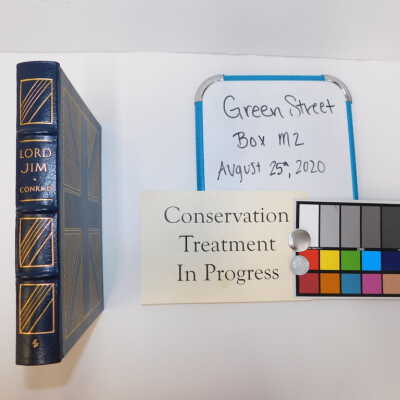 LORD
JIM
CONRAD
Green Street
Box M2
August 25th, 2020
Conservation
Treatment
In Progress